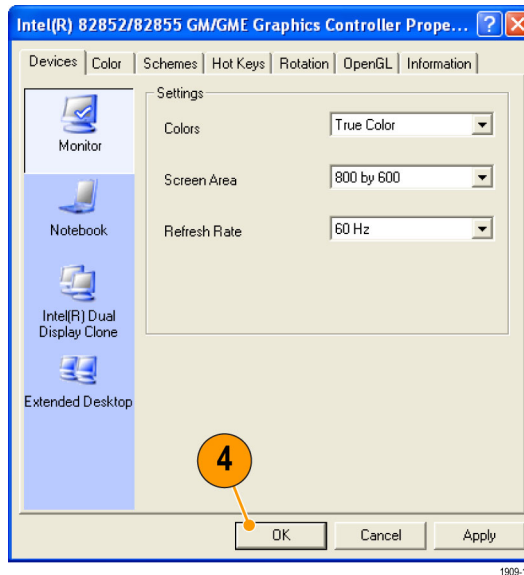 Intel(R) 82852/82855 GM/GME Graphics Controller Prope...
Devices Color Schemes Hot Keys Rotation OpenGL Information
Settings
Colors True Color
Monitor
Screen Area 800 by 600
Notebook
Refresh Rate 60 Hz
Intel(R) Dual
Display Clone
Extended Desktop
4
OK Cancel Apply